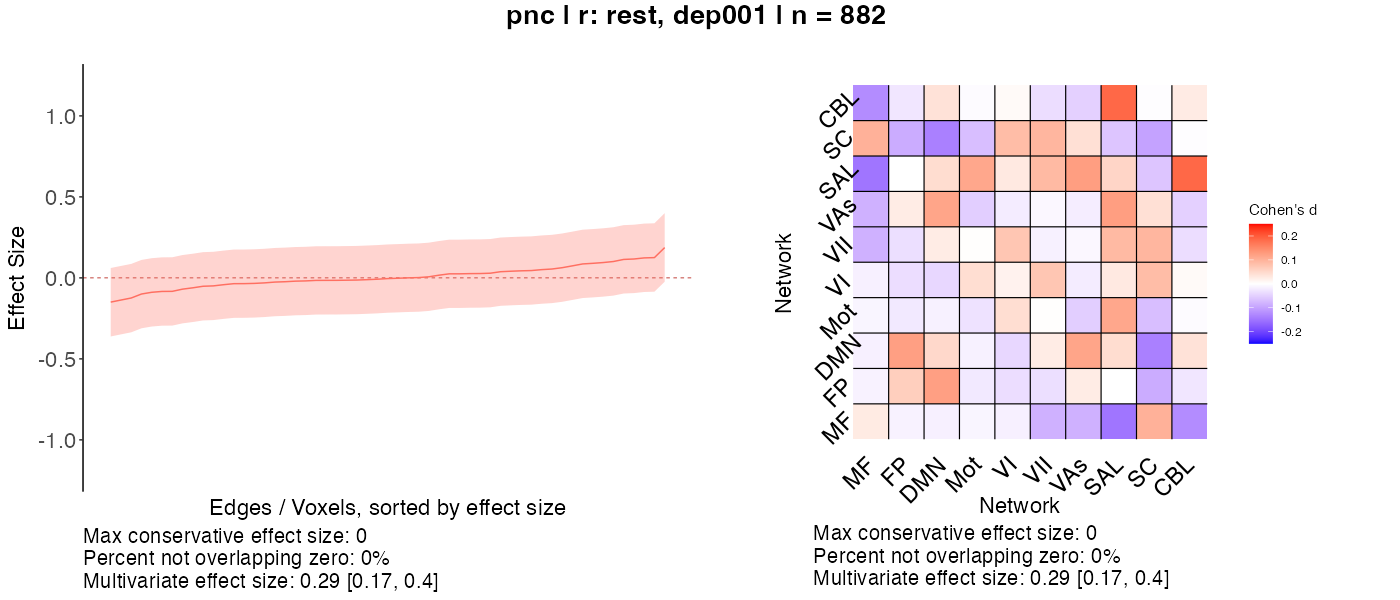 pnc | r: rest, dep001 | n = 882
1.0
0.5
0.0
-0.5
-1.0
Effect Size
Edges / Voxels, sorted by effect size
Max conservative effect size: 0
Percent not overlapping zero: 0%
Multivariate effect size: 0.29 [0.17, 0.4]
CBL
SC
SAL
VAs
VII
VI
Mot
DMN
FP
MF
Network
MF
FP
DMN
Mot
VI
VII
VAs
SAL
SC
CBL
Network
Max conservative effect size: 0
Percent not overlapping zero: 0%
Multivariate effect size: 0.29 [0.17, 0.4]
Cohen's d
0.2
0.1
0.0
-0.1
-0.2